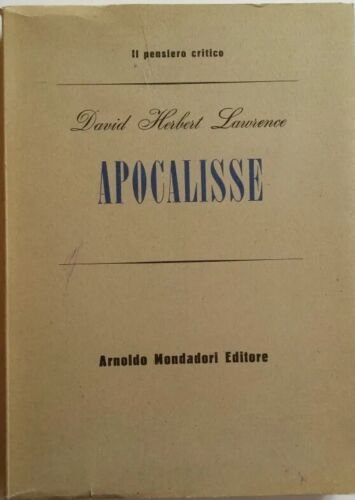 Il pensiero critico
David Herbert Lawrence
APOCALISSE
Arnoldo Mondadori Editore